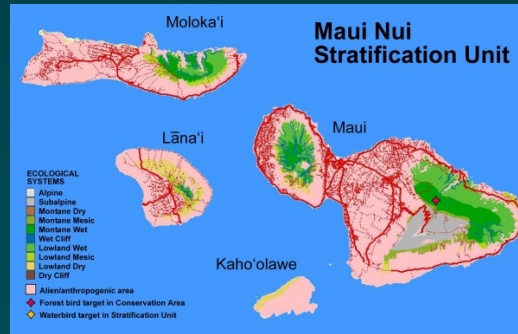 Moloka'i
Maui Nui
Stratification Unit
Lāna'i
Maui
ECOLOGICAL
SYSTEMS
Alpine
Subalpine
Montane Dry
Montane Mesic
Montane Wet
Wet Cliff
Lowland Wet
Lowland Mesic
Lowland Dry
Dry Cliff
Kaho'olawe
Alien/anthropogenic area
Forest bird target in Conservation Area
Waterbird target in Stratification Unit